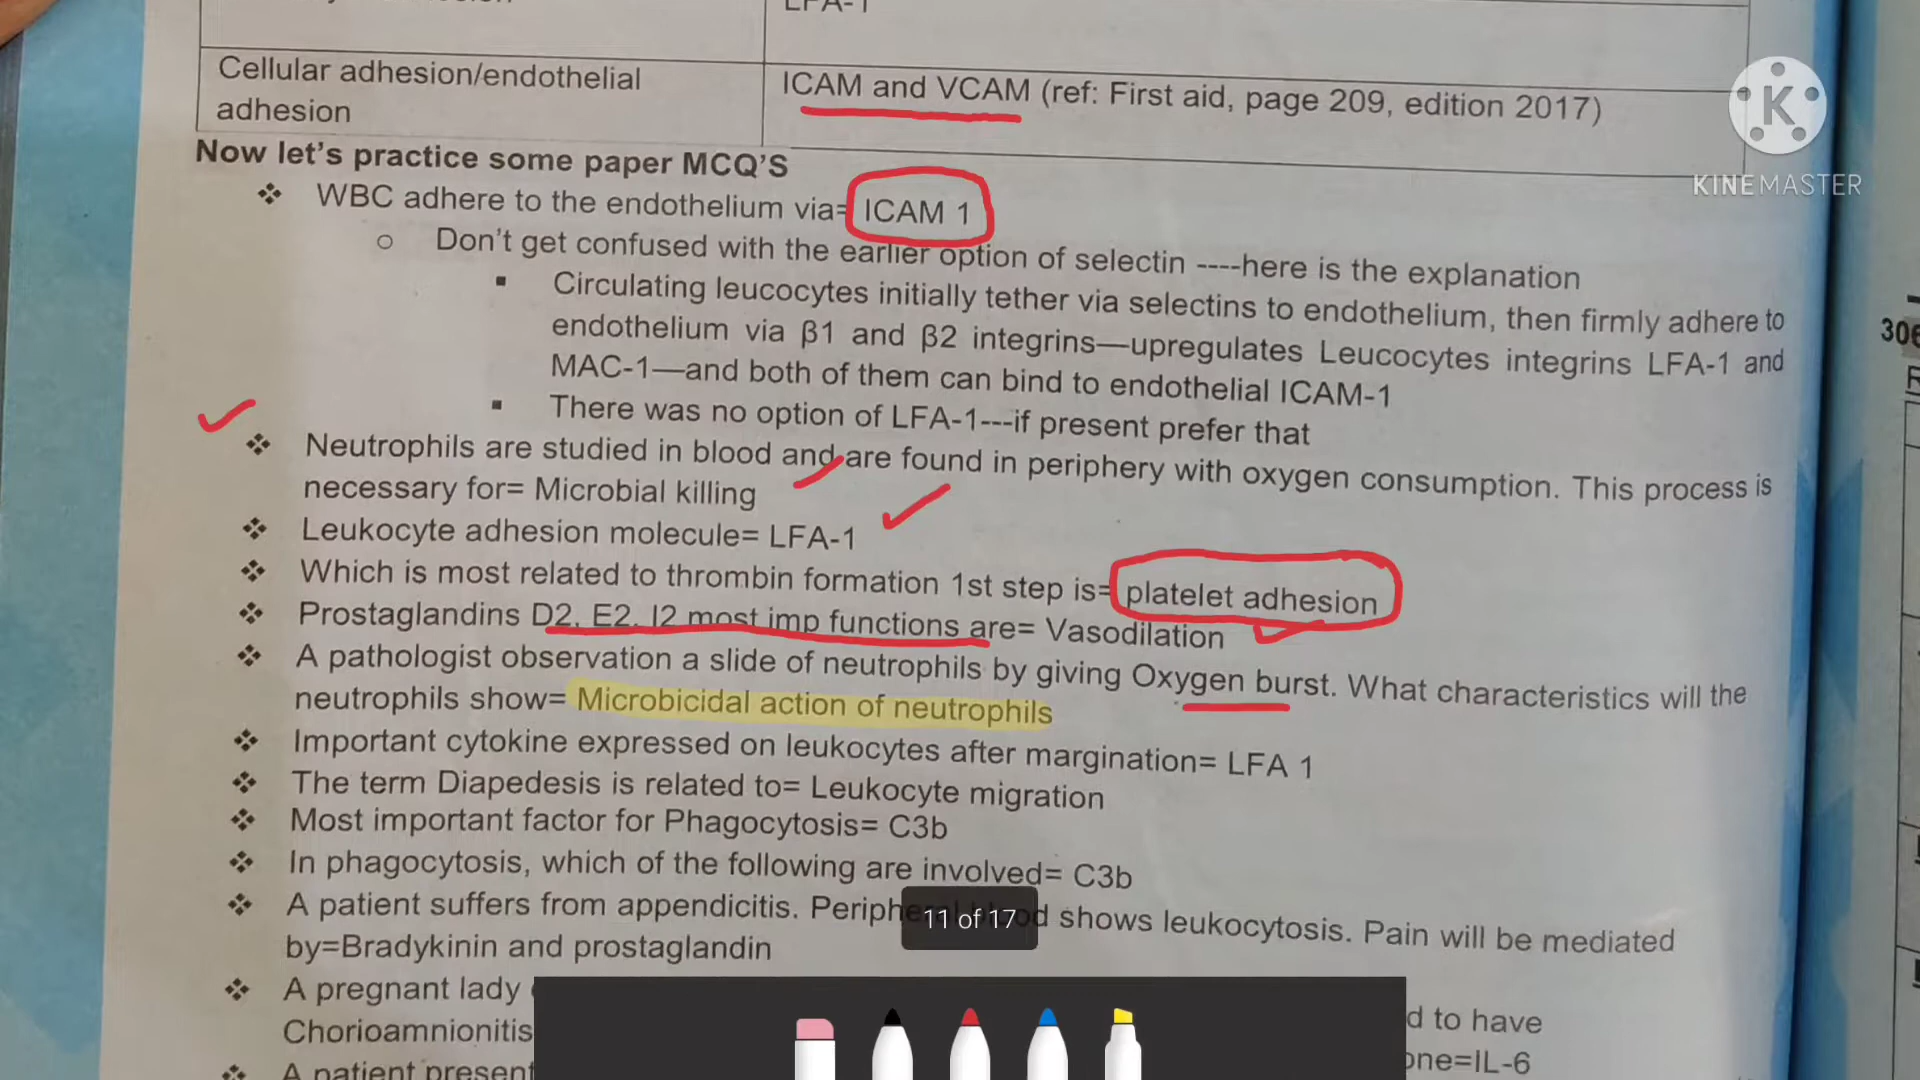 LFA-1
Cellular adhesion/endothelial adhesion
ICAM and VCAM (ref: First aid, page 209, edition 2017)
K
KINEMASTER
Now let's practice some paper MCQ'S
❖ WBC adhere to the endothelium via= ICAM 1
o Don't get confused with the earlier option of selectin ----here is the explanation
▪ Circulating leucocytes initially tether via selectins to endothelium, then firmly adhere to
endothelium via β1 and β2 integrins—upregulates Leucocytes integrins LFA-1 and
MAC-1—and both of them can bind to endothelial ICAM-1
▪ There was no option of LFA-1---if present prefer that
❖ Neutrophils are studied in blood and are found in periphery with oxygen consumption. This process is
necessary for= Microbial killing
❖ Leukocyte adhesion molecule= LFA-1
❖ Which is most related to thrombin formation 1st step is= platelet adhesion
❖ Prostaglandins D2, E2, I2 most imp functions are= Vasodilation
❖ A pathologist observation a slide of neutrophils by giving Oxygen burst. What characteristics will the
neutrophils show= Microbicidal action of neutrophils
❖ Important cytokine expressed on leukocytes after margination= LFA 1
❖ The term Diapedesis is related to= Leukocyte migration
❖ Most important factor for Phagocytosis= C3b
❖ In phagocytosis, which of the following are involved= C3b
❖ A patient suffers from appendicitis. shows leukocytosis. Pain will be mediated
by=Bradykinin and prostaglandin
11 of 17
❖ A pregnant lady
d to have
Chorioamnionitis
one=IL-6
❖ A patient present
306